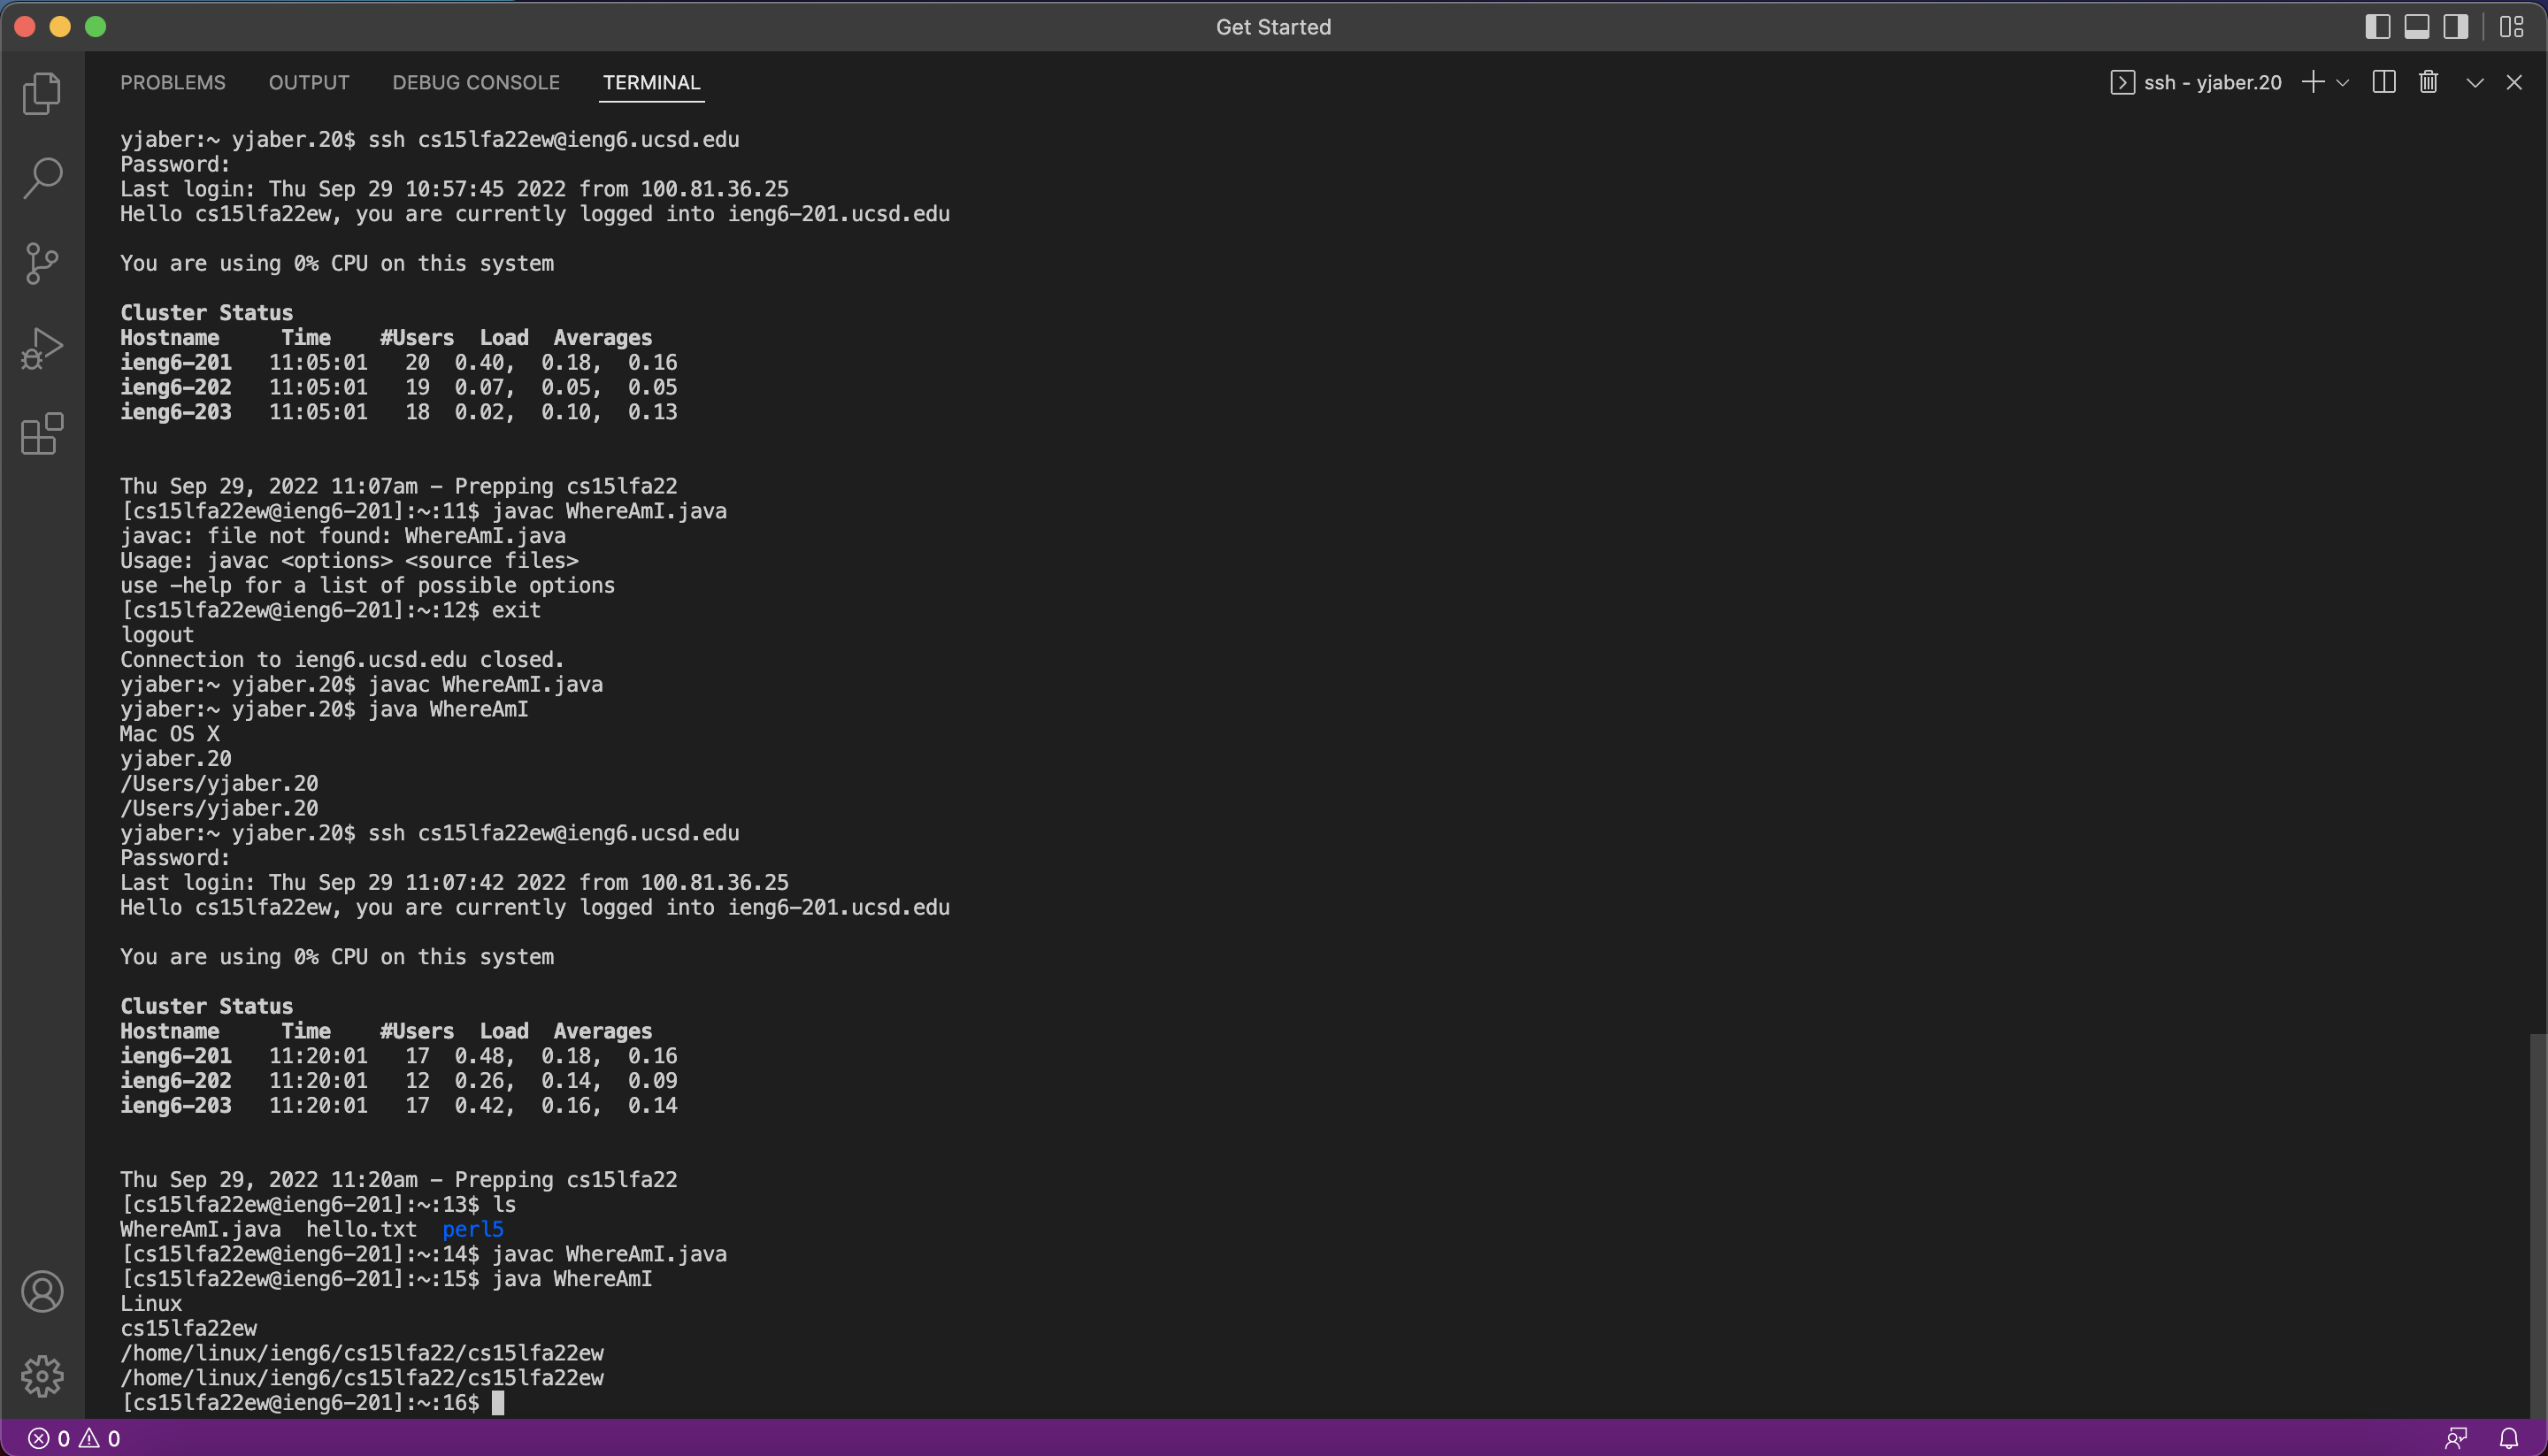 Get Started
PROBLEMS OUTPUT DEBUG CONSOLE TERMINAL ssh - yjaber.20
yjaber:~ yjaber.20$ ssh cs15lfa22ew@ieng6.ucsd.edu
Password:
Last login: Thu Sep 29 10:57:45 2022 from 100.81.36.25
Hello cs15lfa22ew, you are currently logged into ieng6-201.ucsd.edu
You are using 0% CPU on this system
Cluster Status
Hostname     Time    #Users  Load  Averages
ieng6-201   11:05:01   20  0.40,  0.18,  0.16
ieng6-202   11:05:01   19  0.07,  0.05,  0.05
ieng6-203   11:05:01   18  0.02,  0.10,  0.13
Thu Sep 29, 2022 11:07am - Prepping cs15lfa22
[cs15lfa22ew@ieng6-201]:~:11$ javac WhereAmI.java
javac: file not found: WhereAmI.java
Usage: javac <options> <source files>
use -help for a list of possible options
[cs15lfa22ew@ieng6-201]:~:12$ exit
logout
Connection to ieng6.ucsd.edu closed.
yjaber:~ yjaber.20$ javac WhereAmI.java
yjaber:~ yjaber.20$ java WhereAmI
Mac OS X
yjaber.20
/Users/yjaber.20
/Users/yjaber.20
yjaber:~ yjaber.20$ ssh cs15lfa22ew@ieng6.ucsd.edu
Password:
Last login: Thu Sep 29 11:07:42 2022 from 100.81.36.25
Hello cs15lfa22ew, you are currently logged into ieng6-201.ucsd.edu
You are using 0% CPU on this system
Cluster Status
Hostname     Time    #Users  Load  Averages
ieng6-201   11:20:01   17  0.48,  0.18,  0.16
ieng6-202   11:20:01   12  0.26,  0.14,  0.09
ieng6-203   11:20:01   17  0.42,  0.16,  0.14
Thu Sep 29, 2022 11:20am - Prepping cs15lfa22
[cs15lfa22ew@ieng6-201]:~:13$ ls
WhereAmI.java  hello.txt  perl5
[cs15lfa22ew@ieng6-201]:~:14$ javac WhereAmI.java
[cs15lfa22ew@ieng6-201]:~:15$ java WhereAmI
Linux
cs15lfa22ew
/home/linux/ieng6/cs15lfa22/cs15lfa22ew
/home/linux/ieng6/cs15lfa22/cs15lfa22ew
[cs15lfa22ew@ieng6-201]:~:16$
0 0